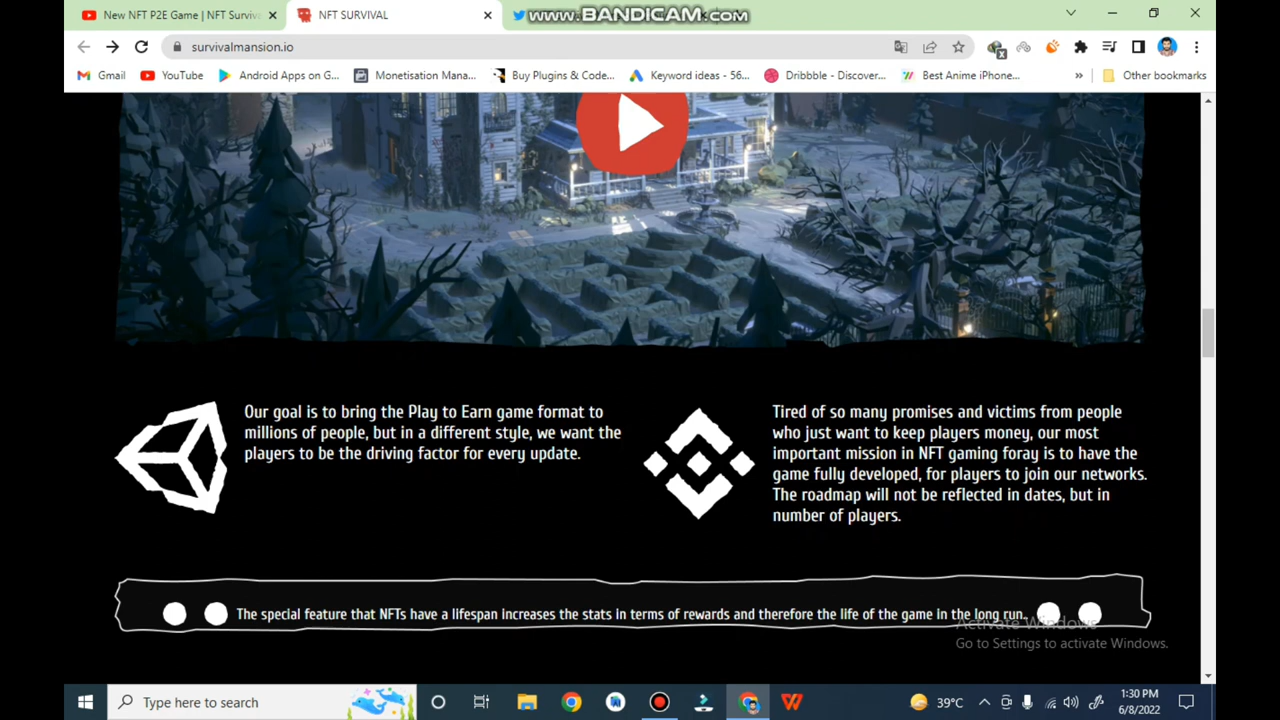 New NFT P2E Game | NFT Surviva
NFT SURVIVAL
www.BANDICAM.com
survivalmansion.io
Gmail
YouTube
Android Apps on G...
Monetisation Mana...
Buy Plugins & Code...
Keyword ideas - 56...
Dribbble - Discover...
Best Anime iPhone...
»
Other bookmarks
Our goal is to bring the Play to Earn game format to
millions of people, but in a different style, we want the
players to be the driving factor for every update.
Tired of so many promises and victims from people
who just want to keep players money, our most
important mission in NFT gaming foray is to have the
game fully developed, for players to join our networks.
The roadmap will not be reflected in dates, but in
number of players.
The special feature that NFTs have a lifespan increases the stats in terms of rewards and therefore the life of the game in the long run.
Activate Windows
Go to Settings to activate Windows.
Type here to search
39°C
1:30 PM
6/8/2022